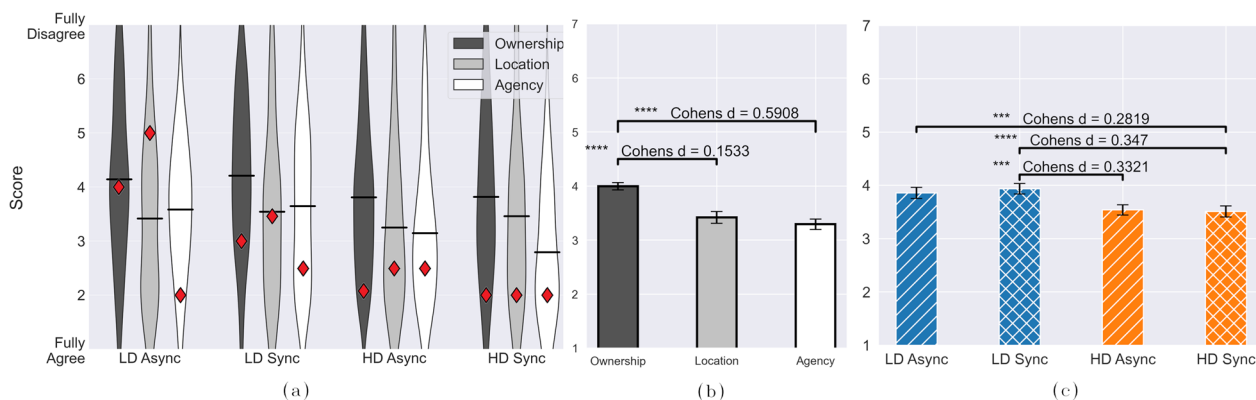 Fully
Disagree
6
5
4
3
2
Fully
Agree
Score
Ownership
Location
Agency
LD Async
LD Sync
HD Async
HD Sync
(a)
7
6
5
4
3
2
1
**** Cohens d = 0.5908
**** Cohens d = 0.1533
Ownership
Location
Agency
(b)
7
6
5
4
3
2
1
*** Cohens d = 0.2819
**** Cohens d = 0.347
*** Cohens d = 0.3321
LD Async
LD Sync
HD Async
HD Sync
(c)